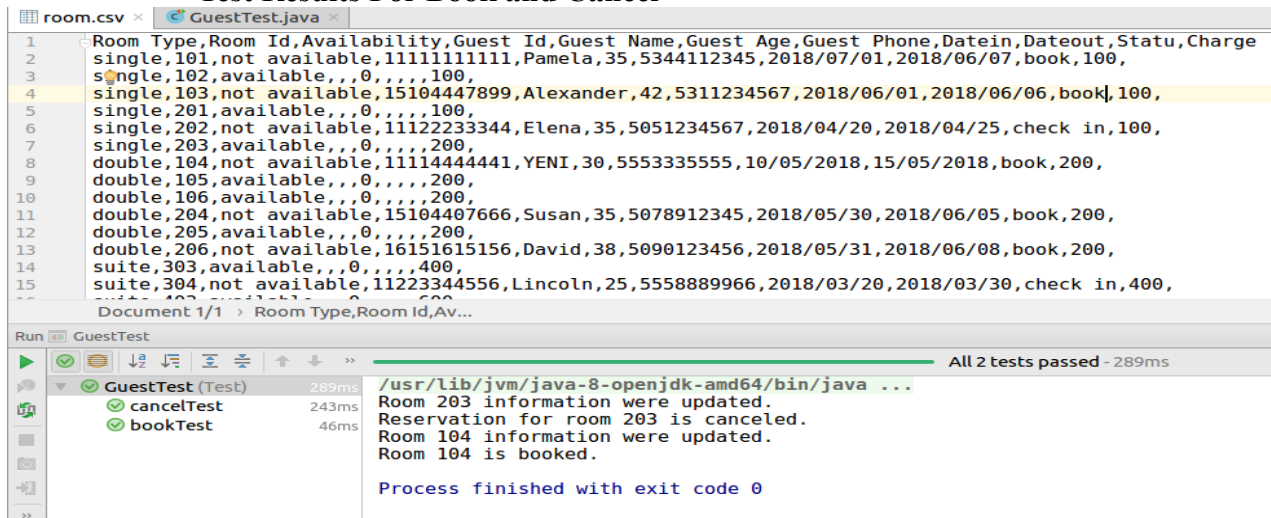 Test Results For Book and Cancel
room.csv × GuestTest.java ×
1 Room Type,Room Id,Availability,Guest Id,Guest Name,Guest Age,Guest Phone,Datein,Dateout,Statu,Charge
2 single,101,not available,11111111111,Pamela,35,5344112345,2018/07/01,2018/06/07,book,100,
3 single,102,available,,,0,,,,,100,
4 single,103,not available,15104447899,Alexander,42,5311234567,2018/06/01,2018/06/06,book,100,
5 single,201,available,,,0,,,,,100,
6 single,202,not available,11122233344,Elena,35,5051234567,2018/04/20,2018/04/25,check in,100,
7 single,203,available,,,0,,,,,200,
8 double,104,not available,11114444441,YENI,30,5553335555,10/05/2018,15/05/2018,book,200,
9 double,105,available,,,0,,,,,200,
10 double,106,available,,,0,,,,,200,
11 double,204,not available,15104407666,Susan,35,5078912345,2018/05/30,2018/06/05,book,200,
12 double,205,available,,,0,,,,,200,
13 double,206,not available,16151615156,David,38,5090123456,2018/05/31,2018/06/08,book,200,
14 suite,303,available,,,0,,,,,400,
15 suite,304,not available,11223344556,Lincoln,25,5558889966,2018/03/20,2018/03/30,check in,400,
Document 1/1 › Room Type,Room Id,Av...
Run GuestTest
» All 2 tests passed - 289ms
GuestTest (Test) 289ms /usr/lib/jvm/java-8-openjdk-amd64/bin/java ...
cancelTest 243ms Room 203 information were updated.
bookTest 46ms Reservation for room 203 is canceled.
Room 104 information were updated.
Room 104 is booked.
Process finished with exit code 0